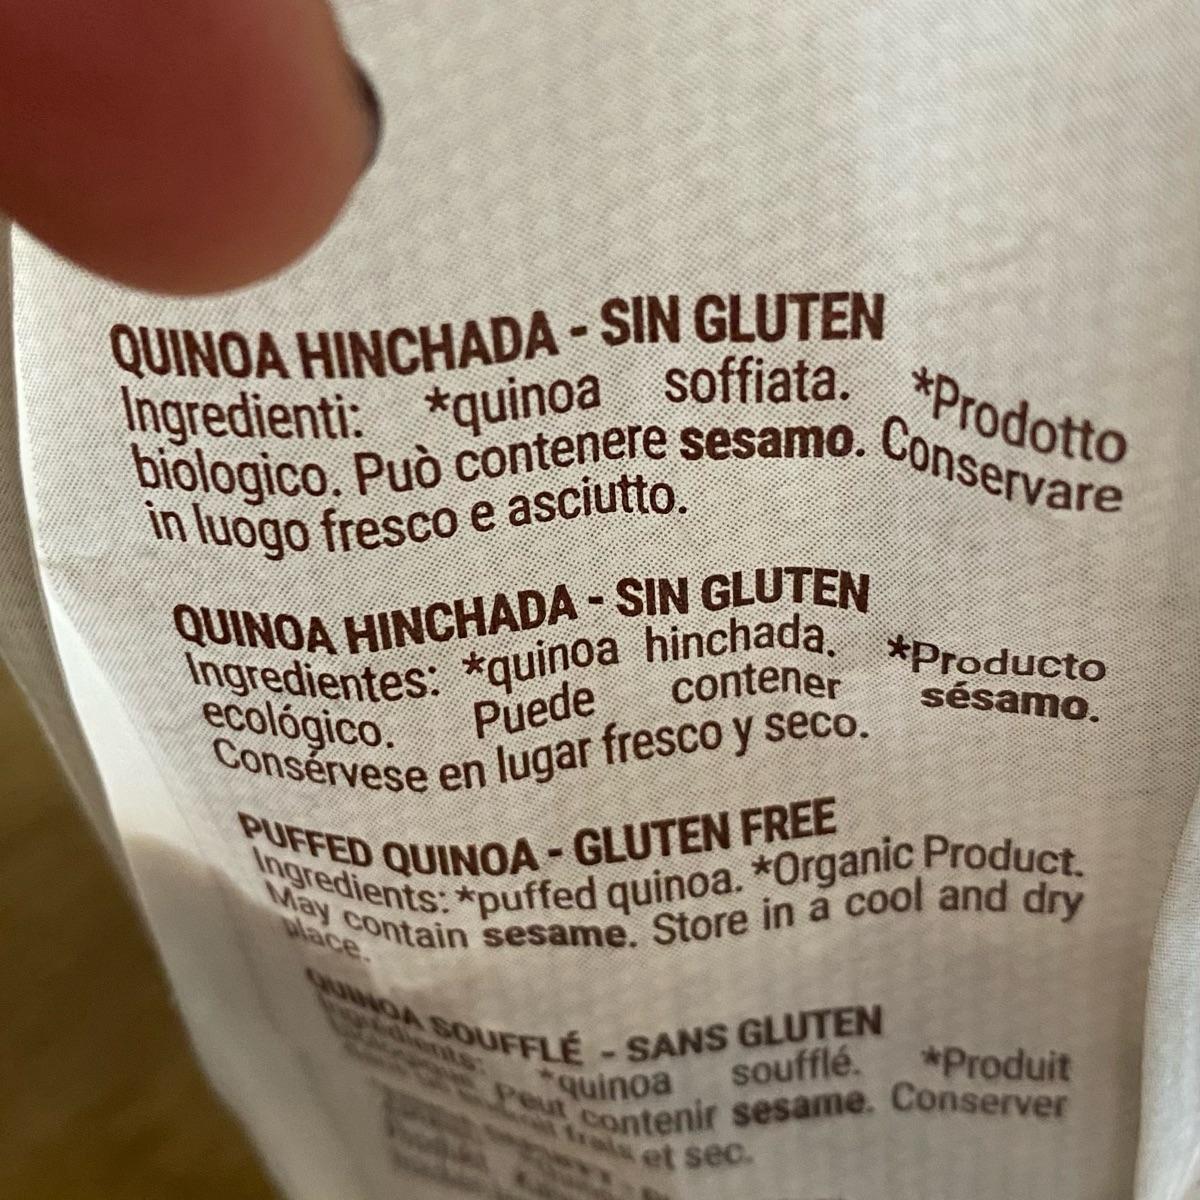 QUINOA HINCHADA - SIN GLUTEN
Ingredienti: *quinoa soffiata. *Prodotto
biologico. Può contenere sesamo. Conservare
in luogo fresco e asciutto.
QUINOA HINCHADA - SIN GLUTEN
Ingredientes: *quinoa hinchada. *Producto
ecológico. Puede contener sésamo.
Consérvese en lugar fresco y seco.
PUFFED QUINOA - GLUTEN FREE
Ingredients: *puffed quinoa. *Organic Product.
May contain sesame. Store in a cool and dry
place.
QUINOA SOUFFLÉ - SANS GLUTEN
Ingrédients: *quinoa soufflé. *Produit
Peut contenir sesame. Conserver
frais et sec.